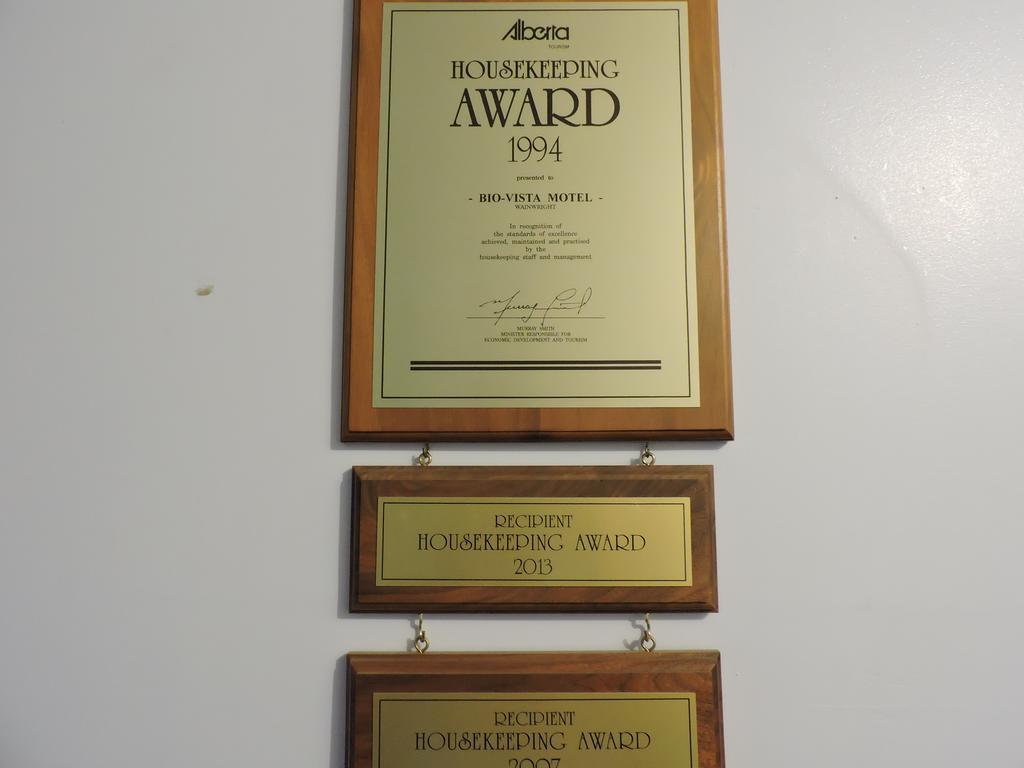 Alberta
TOURISM
HOUSEKEEPING
AWARD
1994
presented to
- BIO-VISTA MOTEL -
WAINWRIGHT
In recognition of
the standards of excellence
achieved, maintained and practised
by the
housekeeping staff and management
MURRAY SMITH
MINISTER RESPONSIBLE FOR
ECONOMIC DEVELOPMENT AND TOURISM
RECIPIENT
HOUSEKEEPING AWARD
2013
RECIPIENT
HOUSEKEEPING AWARD
2007